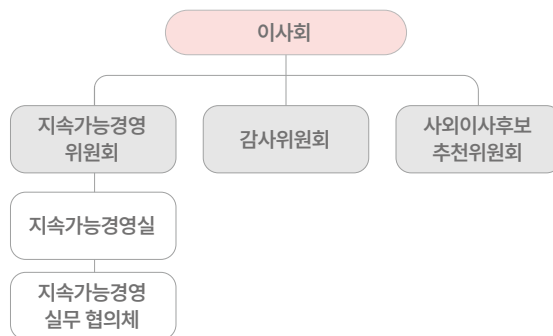 이사회
지속가능경영
위원회
감사위원회
사외이사후보
추천위원회
지속가능경영실
지속가능경영
실무 협의체